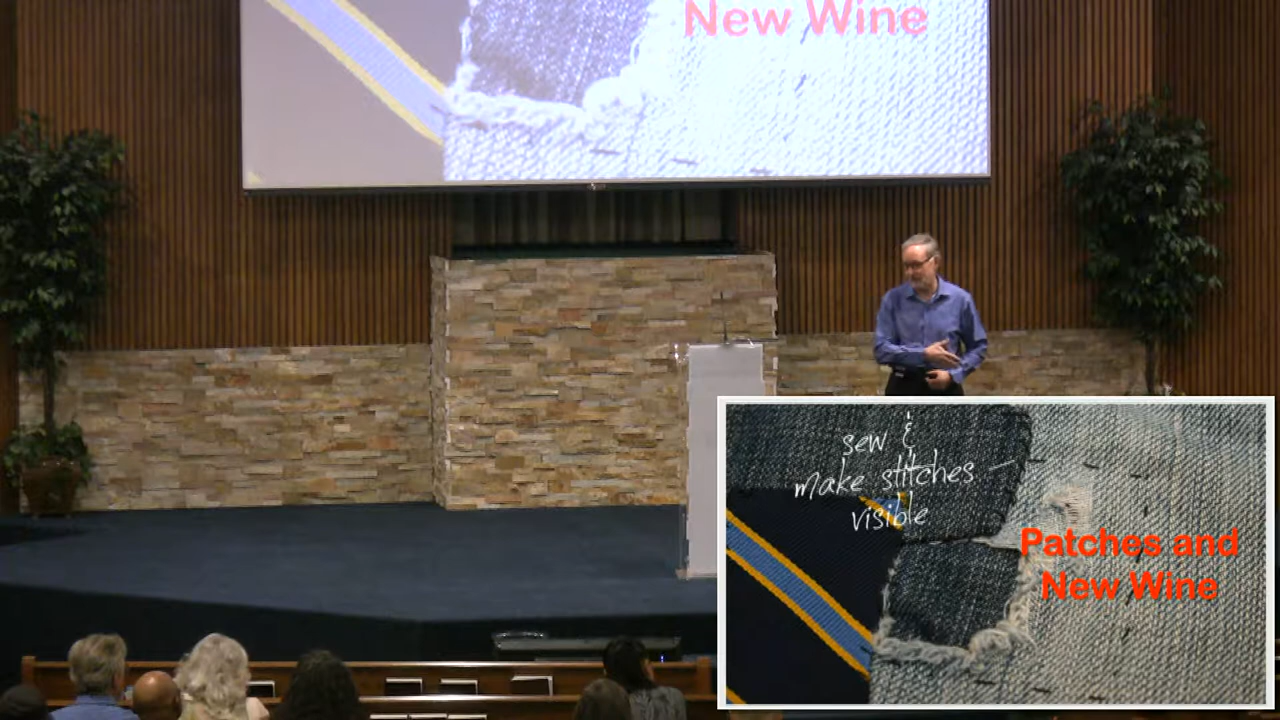 New Wine
sew &
make stitches
visible
Patches and
New Wine